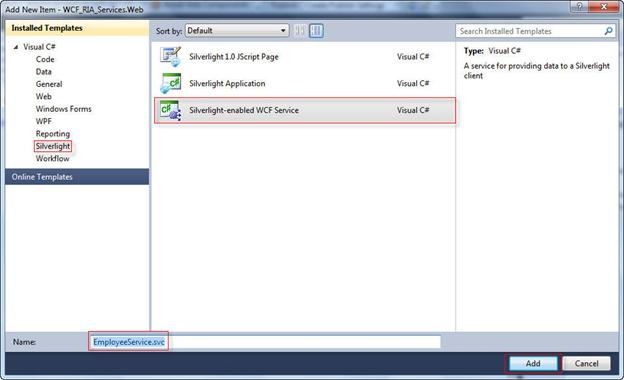 Add New Item - WCF_RIA_Services.Web
Installed Templates
Visual C#
Code
Data
General
Web
Windows Forms
WPF
Reporting
Silverlight
Workflow
Online Templates
Sort by: Default
Silverlight 1.0 JScript Page Visual C#
Silverlight Application Visual C#
Silverlight-enabled WCF Service Visual C#
Search Installed Templates
Type: Visual C#
A service for providing data to a Silverlight
client
Name: EmployeeService.svc
Add Cancel